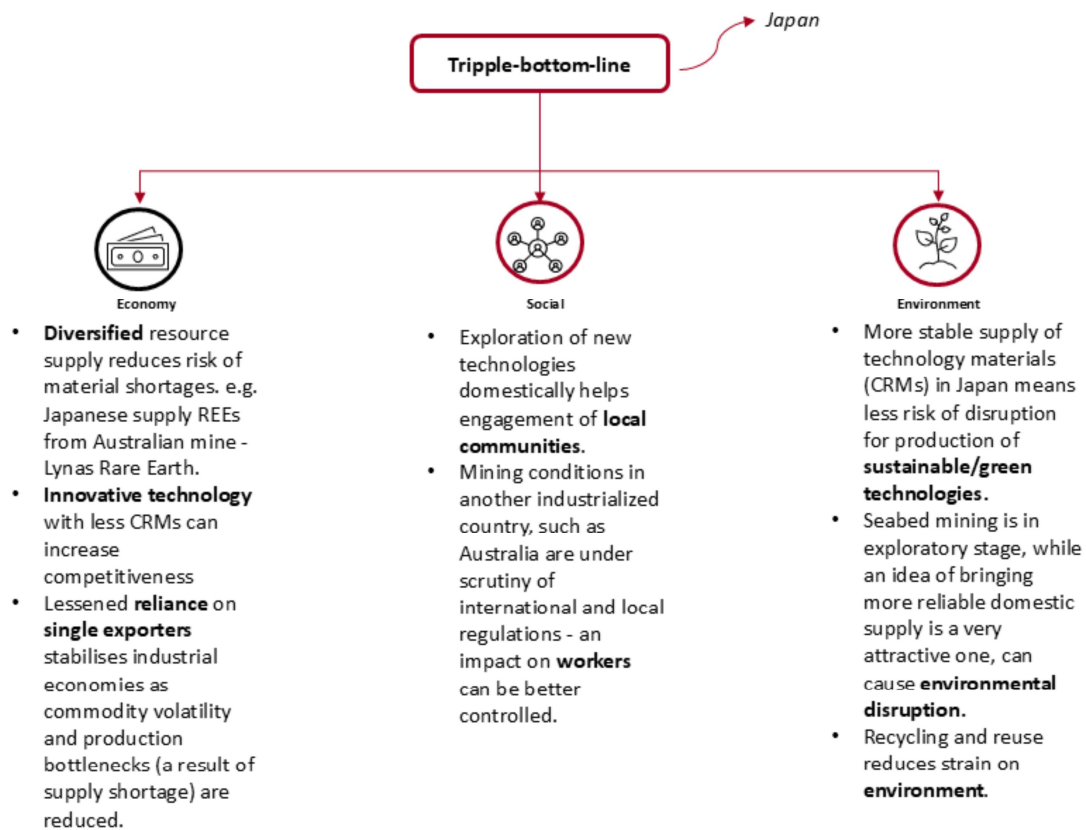 Japan
Tripple-bottom-line
Economy
• Diversified resource
supply reduces risk of
material shortages. e.g.
Japanese supply REEs
from Australian mine -
Lynas Rare Earth.
• Innovative technology
with less CRMs can
increase
competitiveness
• Lessened reliance on
single exporters
stabilises industrial
economies as
commodity volatility
and production
bottlenecks (a result of
supply shortage) are
reduced.
Social
• Exploration of new
technologies
domestically helps
engagement of local
communities.
• Mining conditions in
another industrialized
country, such as
Australia are under
scrutiny of
international and local
regulations - an
impact on workers
can be better
controlled.
Environment
• More stable supply of
technology materials
(CRMs) in Japan means
less risk of disruption
for production of
sustainable/green
technologies.
• Seabed mining is in
exploratory stage, while
an idea of bringing
more reliable domestic
supply is a very
attractive one, can
cause environmental
disruption.
• Recycling and reuse
reduces strain on
environment.